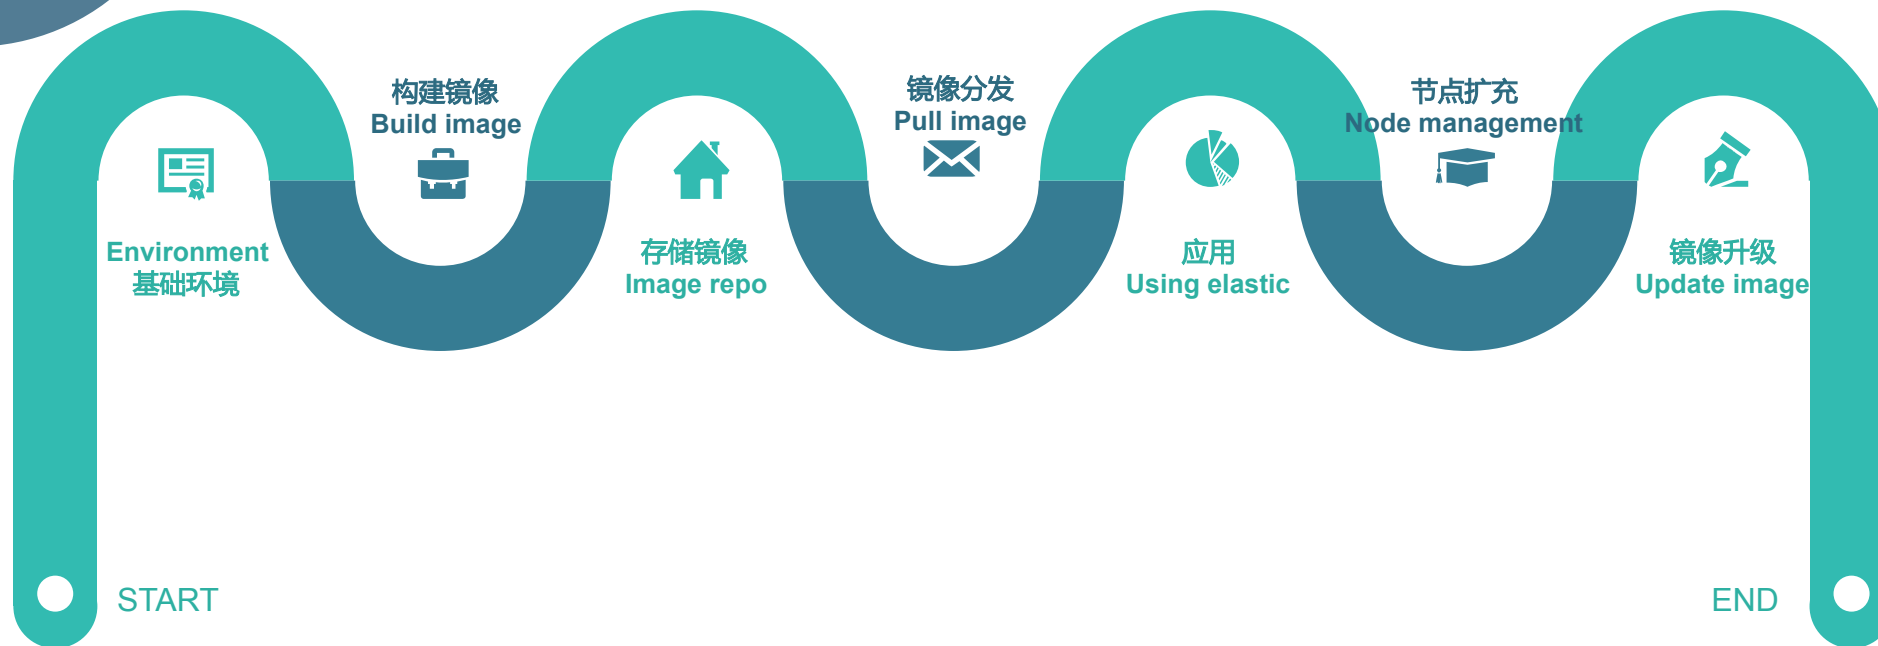 Environment
基础环境
构建镜像
Build image
存储镜像
Image repo
镜像分发
Pull image
应用
Using elastic
节点扩充
Node management
镜像升级
Update image
START
END